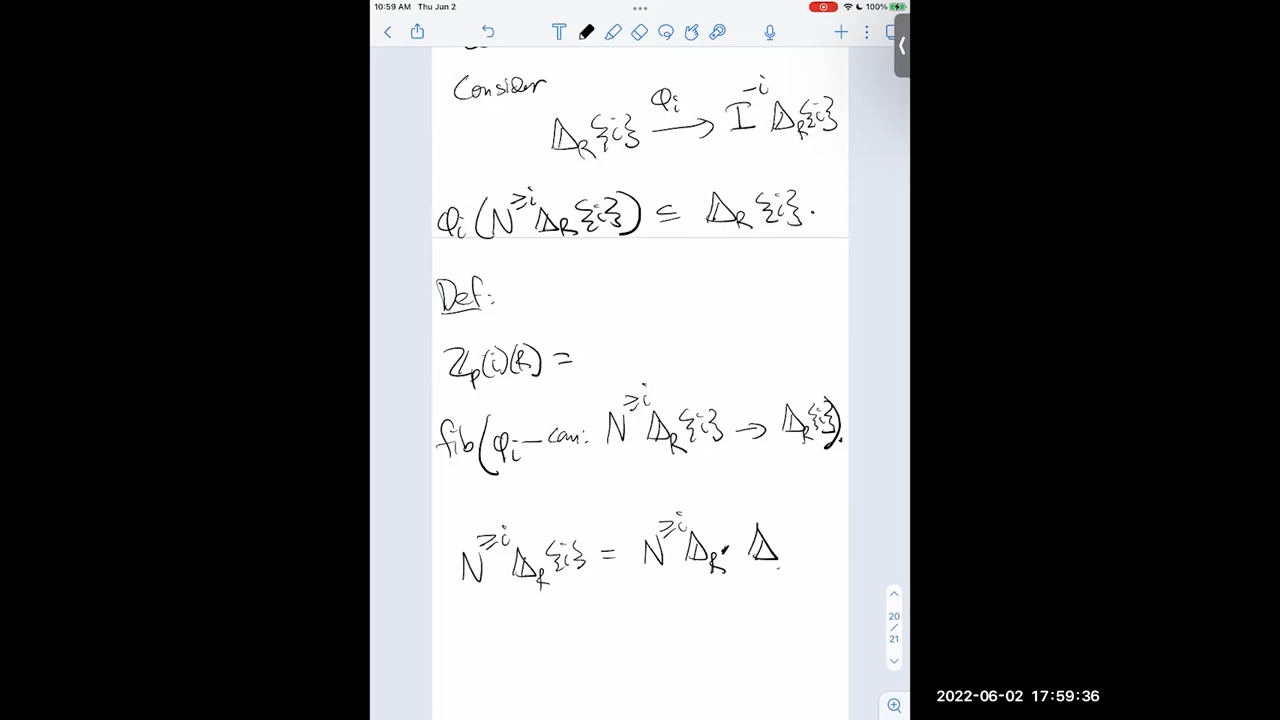 10:59 AM Thu Jun 2
100%
Consider
Δ_R{i} —φ_i→ I^{-i} Δ_R{i}
φ_i(N^{≥i} Δ_R{i}) ⊆ Δ_R{i}.
Def:
ℤ_p(i)(R) =
fib(φ_i — can: N^{≥i} Δ_R{i} → Δ_R{i}).
N^{≥i} Δ_R{i} = N^{≥i} Δ_R · Δ
20
/
21
2022-06-02 17:59:36